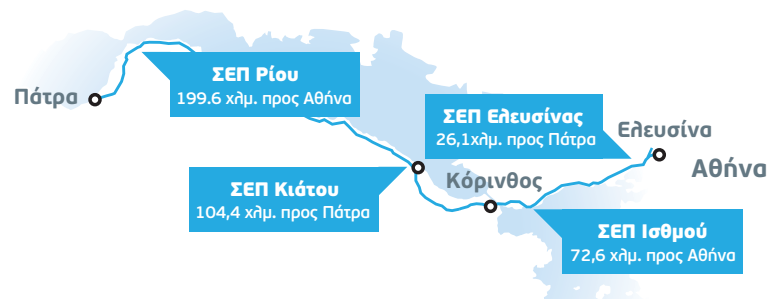 Πάτρα
ΣΕΠ Ρίου
199.6 χλμ. προς Αθήνα
ΣΕΠ Ελευσίνας
26,1χλμ. προς Πάτρα
Ελευσίνα
Αθήνα
ΣΕΠ Κιάτου
104,4 χλμ. προς Πάτρα
Κόρινθος
ΣΕΠ Ισθμού
72,6 χλμ. προς Αθήνα